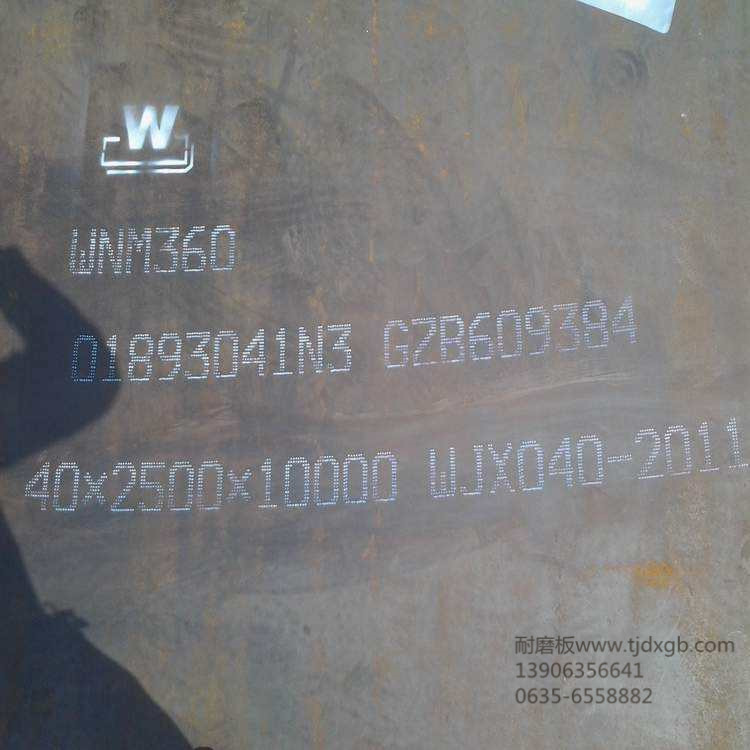 W
WNM360
01893041N3 GZB609384
40×2500×10000 WJX040-2011
耐磨板www.tjdxgb.com
13906356641
0635-6558882